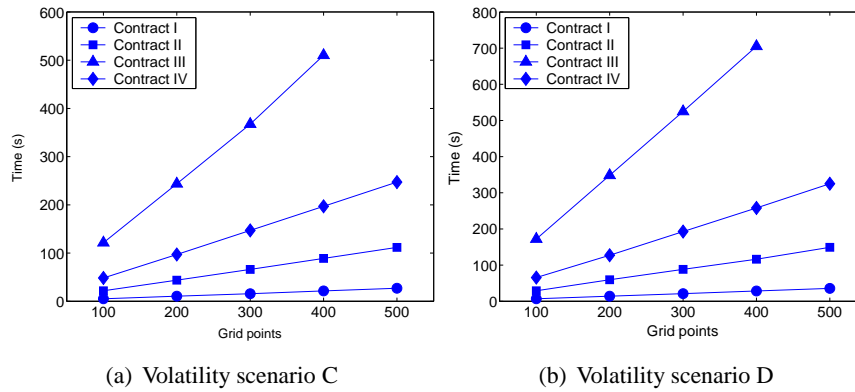 600
500
400
300
200
100
0
Time (s)
Contract I
Contract II
Contract III
Contract IV
100 200 300 400 500
Grid points
(a) Volatility scenario C
800
700
600
500
400
300
200
100
0
Time (s)
Contract I
Contract II
Contract III
Contract IV
100 200 300 400 500
Grid points
(b) Volatility scenario D